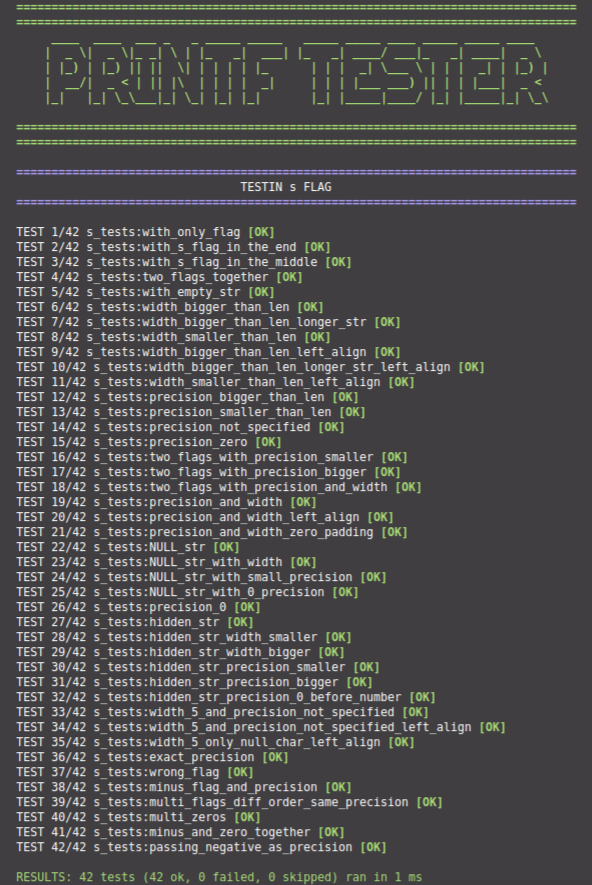 PRINTF TESTER
TESTIN s FLAG
TEST 1/42 s_tests:with_only_flag [OK]
TEST 2/42 s_tests:with_s_flag_in_the_end [OK]
TEST 3/42 s_tests:with_s_flag_in_the_middle [OK]
TEST 4/42 s_tests:two_flags_together [OK]
TEST 5/42 s_tests:with_empty_str [OK]
TEST 6/42 s_tests:width_bigger_than_len [OK]
TEST 7/42 s_tests:width_bigger_than_len_longer_str [OK]
TEST 8/42 s_tests:width_smaller_than_len [OK]
TEST 9/42 s_tests:width_bigger_than_len_left_align [OK]
TEST 10/42 s_tests:width_bigger_than_len_longer_str_left_align [OK]
TEST 11/42 s_tests:width_smaller_than_len_left_align [OK]
TEST 12/42 s_tests:precision_bigger_than_len [OK]
TEST 13/42 s_tests:precision_smaller_than_len [OK]
TEST 14/42 s_tests:precision_not_specified [OK]
TEST 15/42 s_tests:precision_zero [OK]
TEST 16/42 s_tests:two_flags_with_precision_smaller [OK]
TEST 17/42 s_tests:two_flags_with_precision_bigger [OK]
TEST 18/42 s_tests:two_flags_with_precision_and_width [OK]
TEST 19/42 s_tests:precision_and_width [OK]
TEST 20/42 s_tests:precision_and_width_left_align [OK]
TEST 21/42 s_tests:precision_and_width_zero_padding [OK]
TEST 22/42 s_tests:NULL_str [OK]
TEST 23/42 s_tests:NULL_str_with_width [OK]
TEST 24/42 s_tests:NULL_str_with_small_precision [OK]
TEST 25/42 s_tests:NULL_str_with_0_precision [OK]
TEST 26/42 s_tests:precision_0 [OK]
TEST 27/42 s_tests:hidden_str [OK]
TEST 28/42 s_tests:hidden_str_width_smaller [OK]
TEST 29/42 s_tests:hidden_str_width_bigger [OK]
TEST 30/42 s_tests:hidden_str_precision_smaller [OK]
TEST 31/42 s_tests:hidden_str_precision_bigger [OK]
TEST 32/42 s_tests:hidden_str_precision_0_before_number [OK]
TEST 33/42 s_tests:width_5_and_precision_not_specified [OK]
TEST 34/42 s_tests:width_5_and_precision_not_specified_left_align [OK]
TEST 35/42 s_tests:width_5_only_null_char_left_align [OK]
TEST 36/42 s_tests:exact_precision [OK]
TEST 37/42 s_tests:wrong_flag [OK]
TEST 38/42 s_tests:minus_flag_and_precision [OK]
TEST 39/42 s_tests:multi_flags_diff_order_same_precision [OK]
TEST 40/42 s_tests:multi_zeros [OK]
TEST 41/42 s_tests:minus_and_zero_together [OK]
TEST 42/42 s_tests:passing_negative_as_precision [OK]
RESULTS: 42 tests (42 ok, 0 failed, 0 skipped) ran in 1 ms